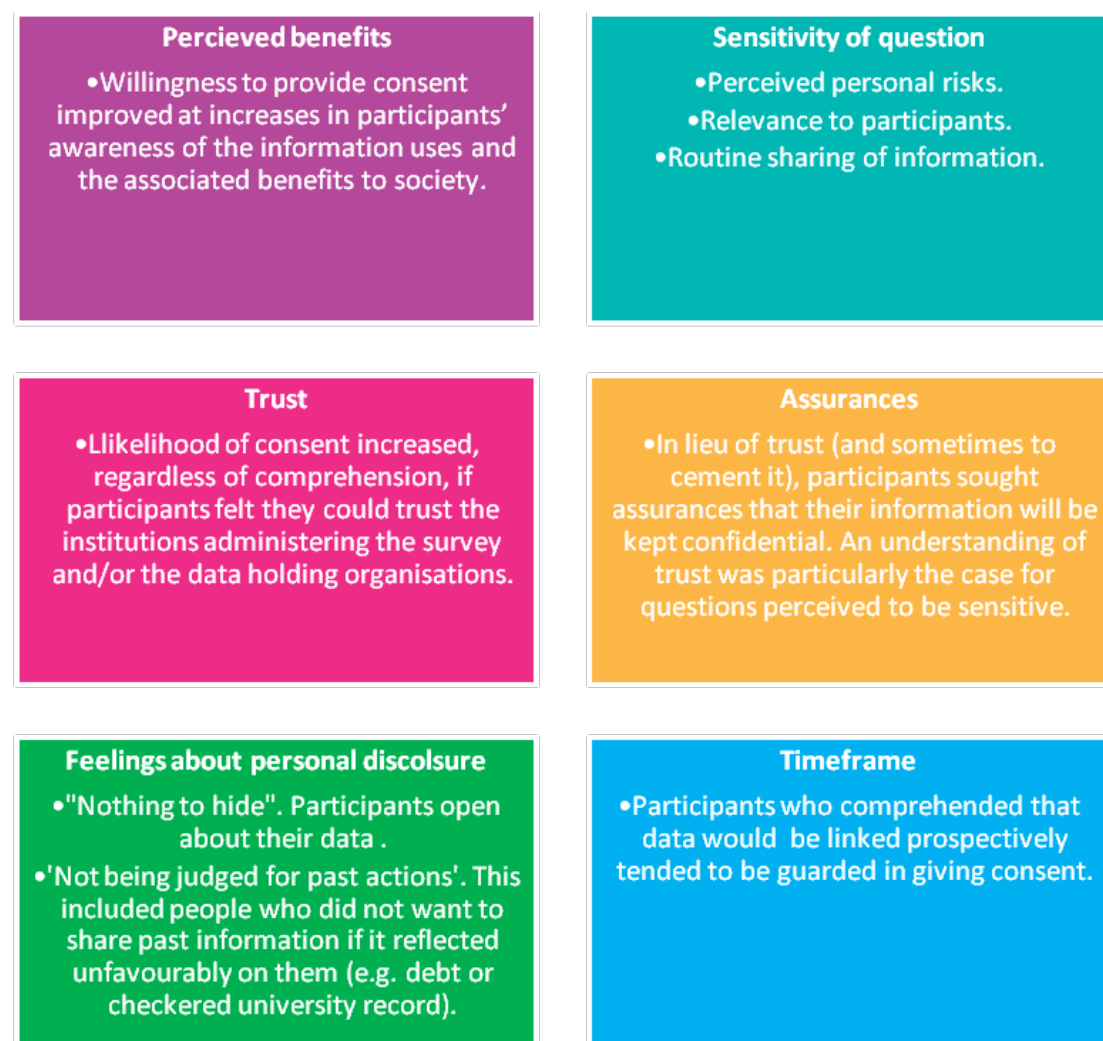 Percieved benefits
•Willingness to provide consent
improved at increases in participants’
awareness of the information uses and
the associated benefits to society.
Sensitivity of question
•Perceived personal risks.
•Relevance to participants.
•Routine sharing of information.
Trust
•Llikelihood of consent increased,
regardless of comprehension, if
participants felt they could trust the
institutions administering the survey
and/or the data holding organisations.
Assurances
•In lieu of trust (and sometimes to
cement it), participants sought
assurances that their information will be
kept confidential. An understanding of
trust was particularly the case for
questions perceived to be sensitive.
Feelings about personal discolsure
•"Nothing to hide". Participants open
about their data .
•'Not being judged for past actions'. This
included people who did not want to
share past information if it reflected
unfavourably on them (e.g. debt or
checkered university record).
Timeframe
•Participants who comprehended that
data would  be linked prospectively
tended to be guarded in giving consent.